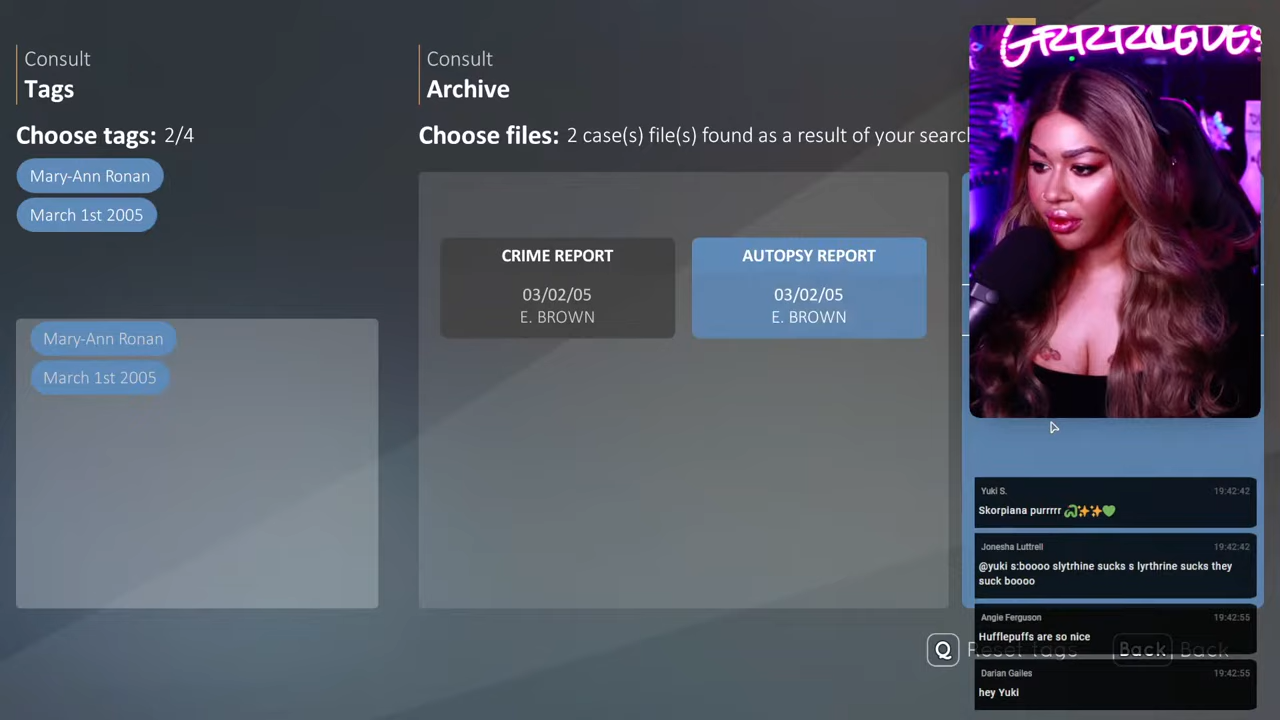 Consult
Tags
Choose tags: 2/4
Mary-Ann Ronan
March 1st 2005
Mary-Ann Ronan
March 1st 2005
Consult
Archive
Choose files: 2 case(s) file(s) found as a result of your search
CRIME REPORT
03/02/05
E. BROWN
AUTOPSY REPORT
03/02/05
E. BROWN
Yuki S. 19:42:42
Skorpiana purrrrr 🐍✨✨💚
Jonesha Luttrell 19:42:42
@yuki s:boooo slytrhine sucks s lyrthrine sucks they
suck boooo
Angie Ferguson 19:42:55
Hufflepuffs are so nice
Q Reset tags Back Back
Darian Gailes 19:42:55
hey Yuki